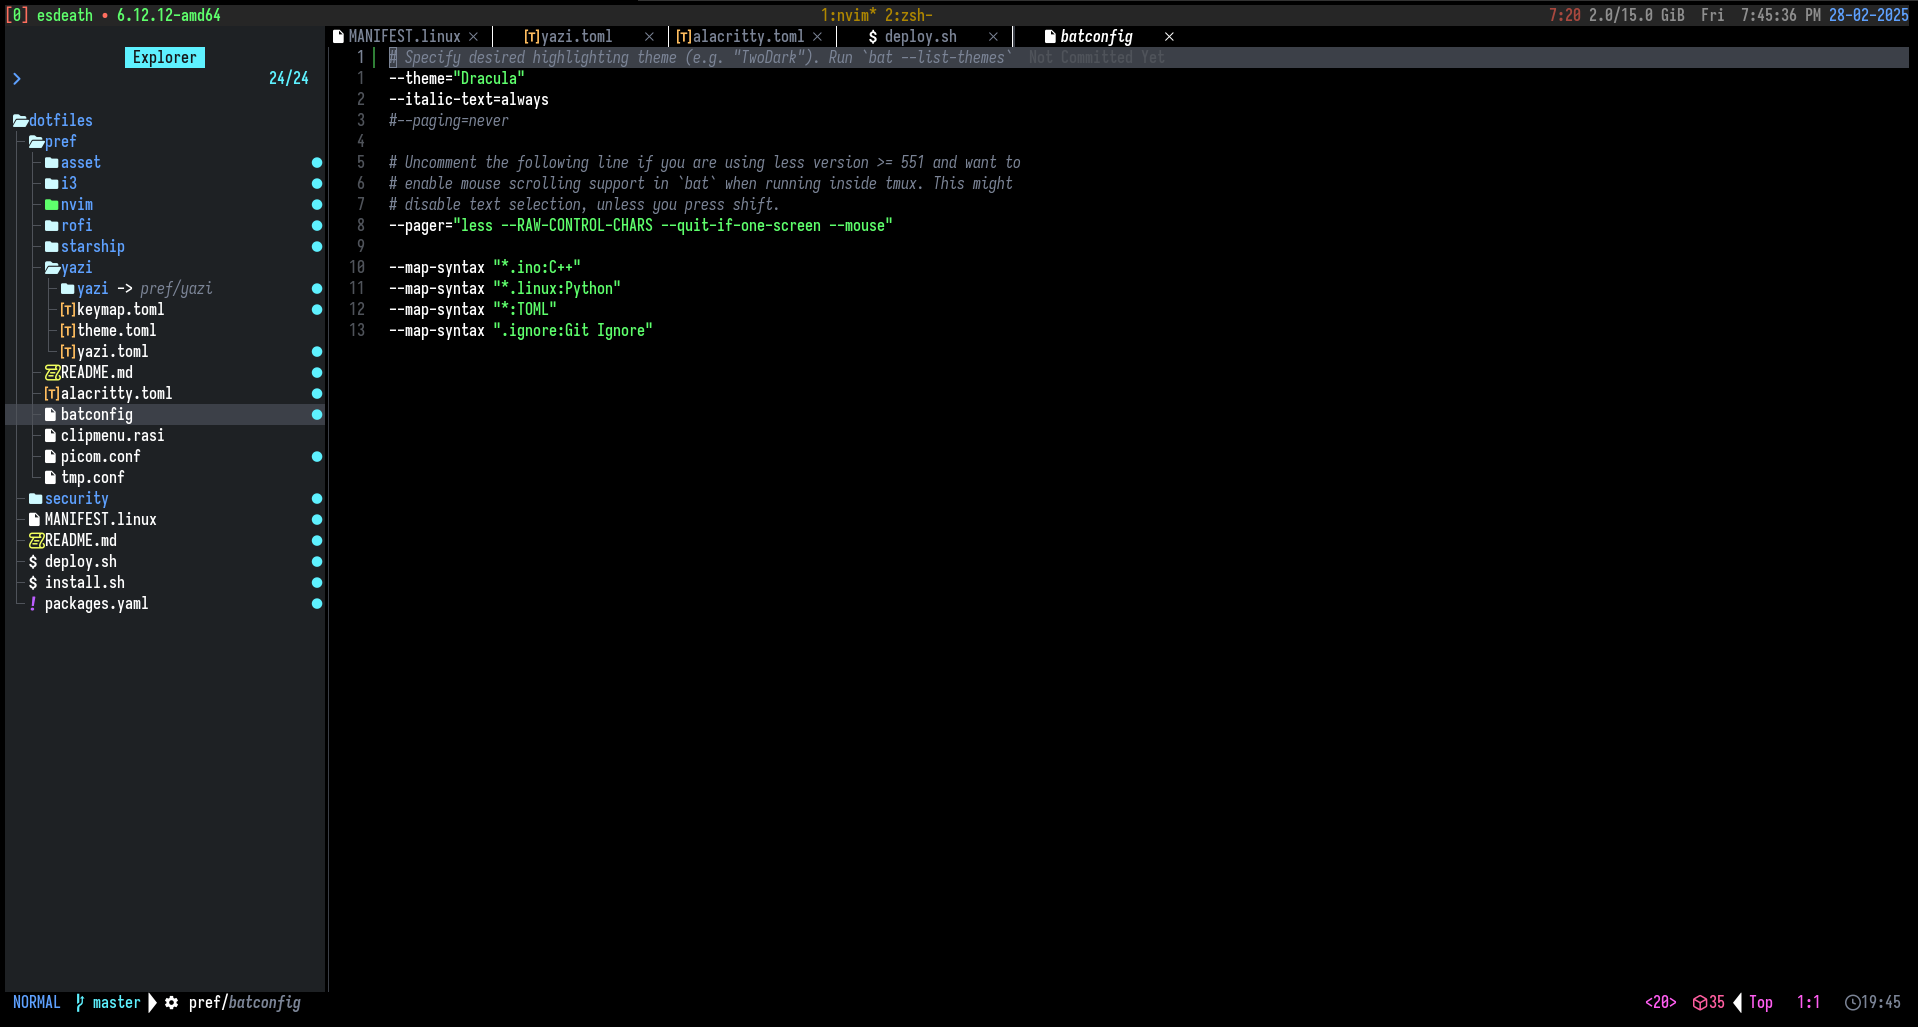 [0] esdeath • 6.12.12-amd64 1:nvim* 2:zsh- 7:20 2.0/15.0 GiB Fri 7:45:36 PM 28-02-2025
MANIFEST.linux × [T]yazi.toml × [T]alacritty.toml × $ deploy.sh × batconfig ×
Explorer
> 24/24
dotfiles
pref
asset
i3
nvim
rofi
starship
yazi
yazi -> pref/yazi
[T]keymap.toml
[T]theme.toml
[T]yazi.toml
README.md
[T]alacritty.toml
batconfig
clipmenu.rasi
picom.conf
tmp.conf
security
MANIFEST.linux
README.md
$ deploy.sh
$ install.sh
! packages.yaml
1 # Specify desired highlighting theme (e.g. "TwoDark"). Run `bat --list-themes` Not Committed Yet
1 --theme="Dracula"
2 --italic-text=always
3 #--paging=never
4
5 # Uncomment the following line if you are using less version >= 551 and want to
6 # enable mouse scrolling support in `bat` when running inside tmux. This might
7 # disable text selection, unless you press shift.
8 --pager="less --RAW-CONTROL-CHARS --quit-if-one-screen --mouse"
9
10 --map-syntax "*.ino:C++"
11 --map-syntax "*.linux:Python"
12 --map-syntax "*:TOML"
13 --map-syntax ".ignore:Git Ignore"
NORMAL master pref/batconfig <20> 35 Top 1:1 19:45